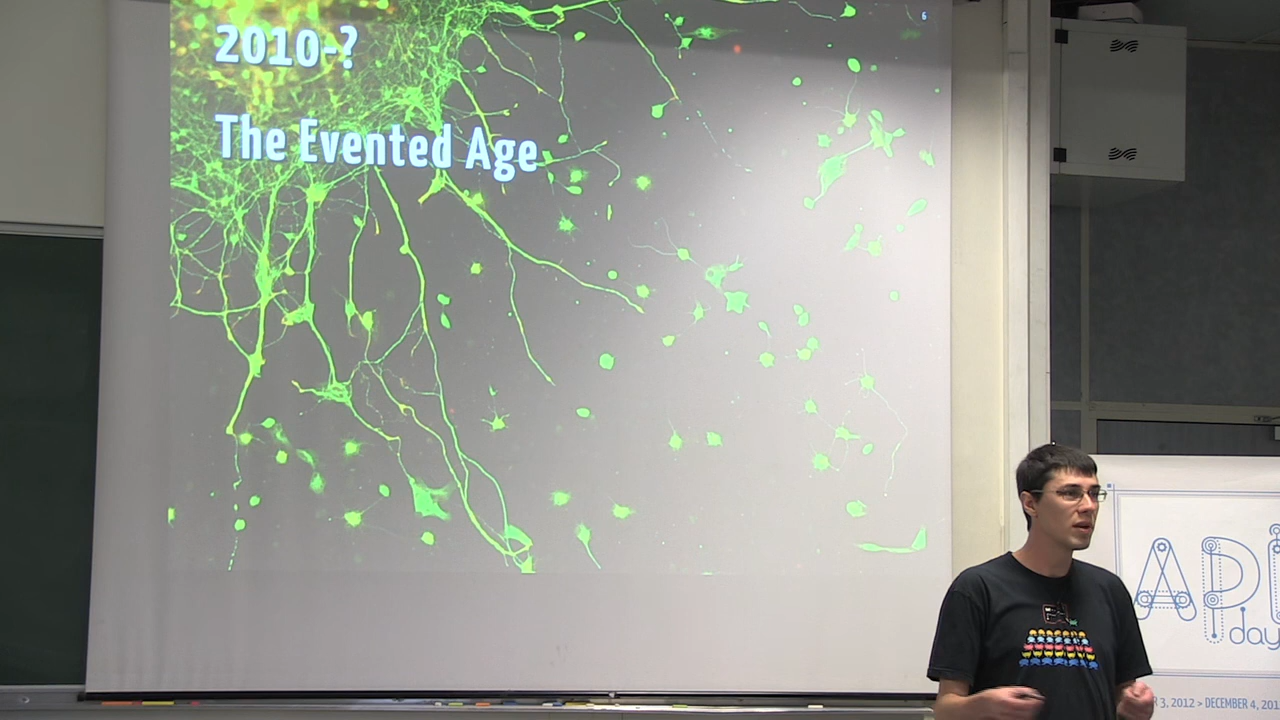 6
2010-?
The Evented Age
API
day
R 3, 2012 > DECEMBER 4, 201